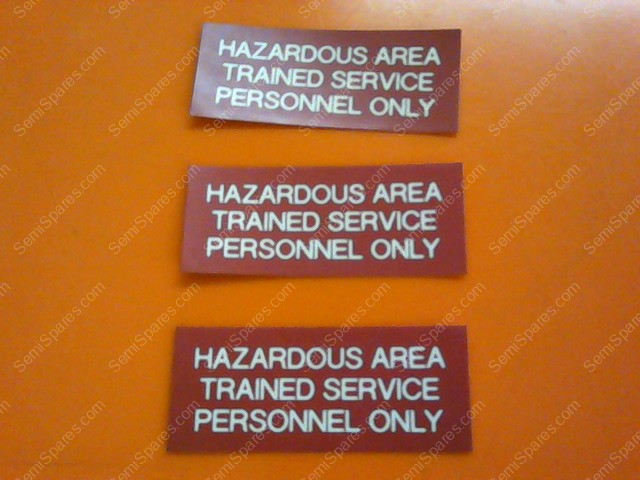 HAZARDOUS AREA
TRAINED SERVICE
PERSONNEL ONLY
HAZARDOUS AREA
TRAINED SERVICE
PERSONNEL ONLY
HAZARDOUS AREA
TRAINED SERVICE
PERSONNEL ONLY
SemiSpares.com